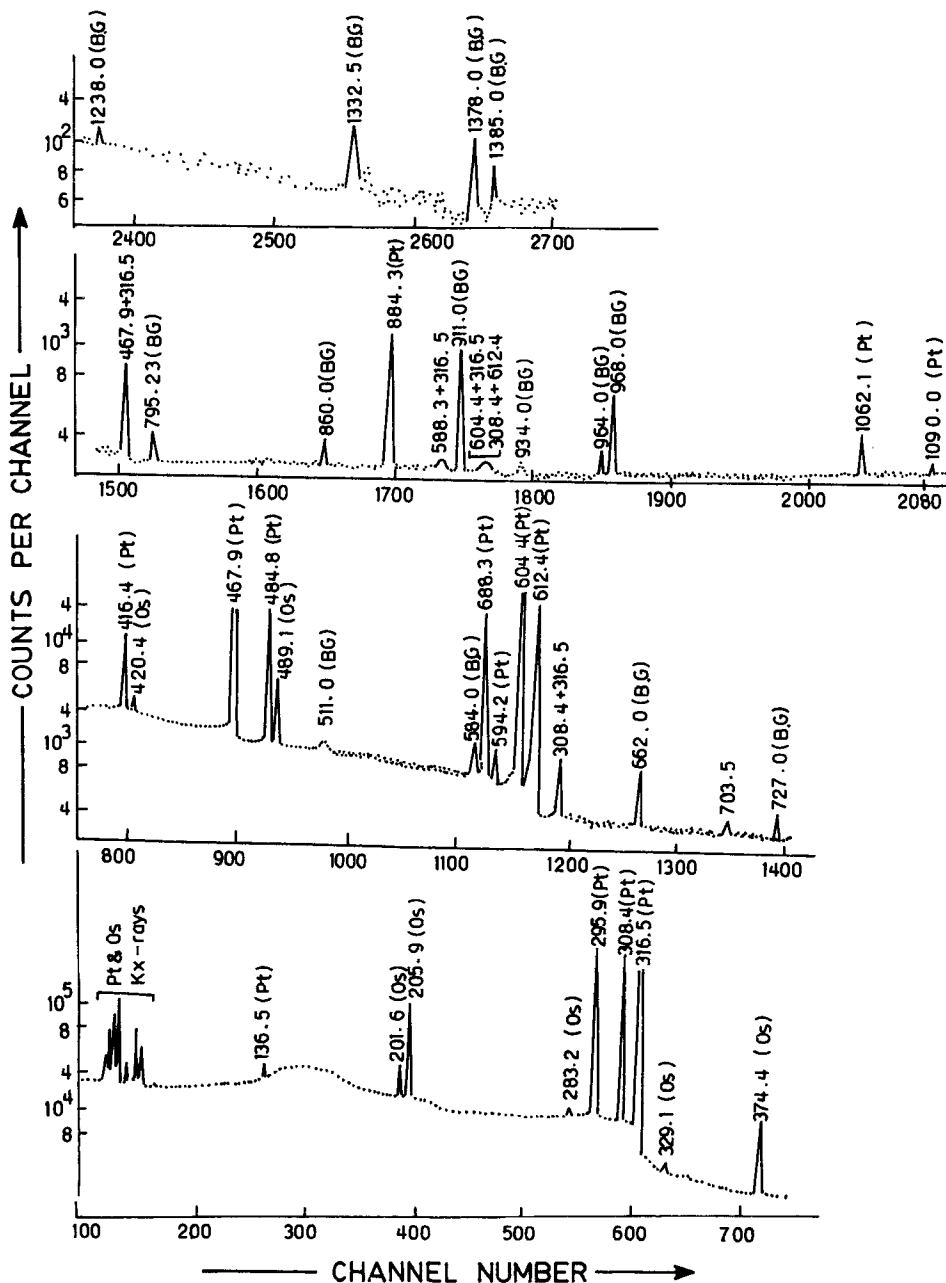 1238.0 (BG)
1332.5 (BG)
1378.0 (BG)
1385.0 (BG)
4
10²
8
6
2400 2500 2600 2700
467.9+316.5
795.23 (BG)
860.0 (BG)
884.3 (Pt)
588.3+316.5
911.0 (BG)
604.4+316.5
308.4+612.4
934.0 (BG)
964.0 (BG)
968.0 (BG)
1062.1 (Pt)
1090.0 (Pt)
4
10³
8
4
1500 1600 1700 1800 1900 2000 2080
416.4 (Pt)
420.4 (Os)
467.9 (Pt)
484.8 (Pt)
489.1 (Os)
511.0 (BG)
584.0 (BG)
688.3 (Pt)
594.2 (Pt)
604 4 (Pt)
612.4 (Pt)
308.4+316.5
662.0 (BG)
703.5
727.0 (BG)
4
10⁴
8
4
10³
8
4
800 900 1000 1100 1200 1300 1400
Pt & Os
Kx-rays
136.5 (Pt)
201.6 (Os)
205.9 (Os)
283.2 (Os)
295.9 (Pt)
308.4 (Pt)
316.5 (Pt)
329.1 (Os)
374.4 (Os)
10⁵
8
4
10⁴
8
100 200 300 400 500 600 700
COUNTS PER CHANNEL
CHANNEL NUMBER